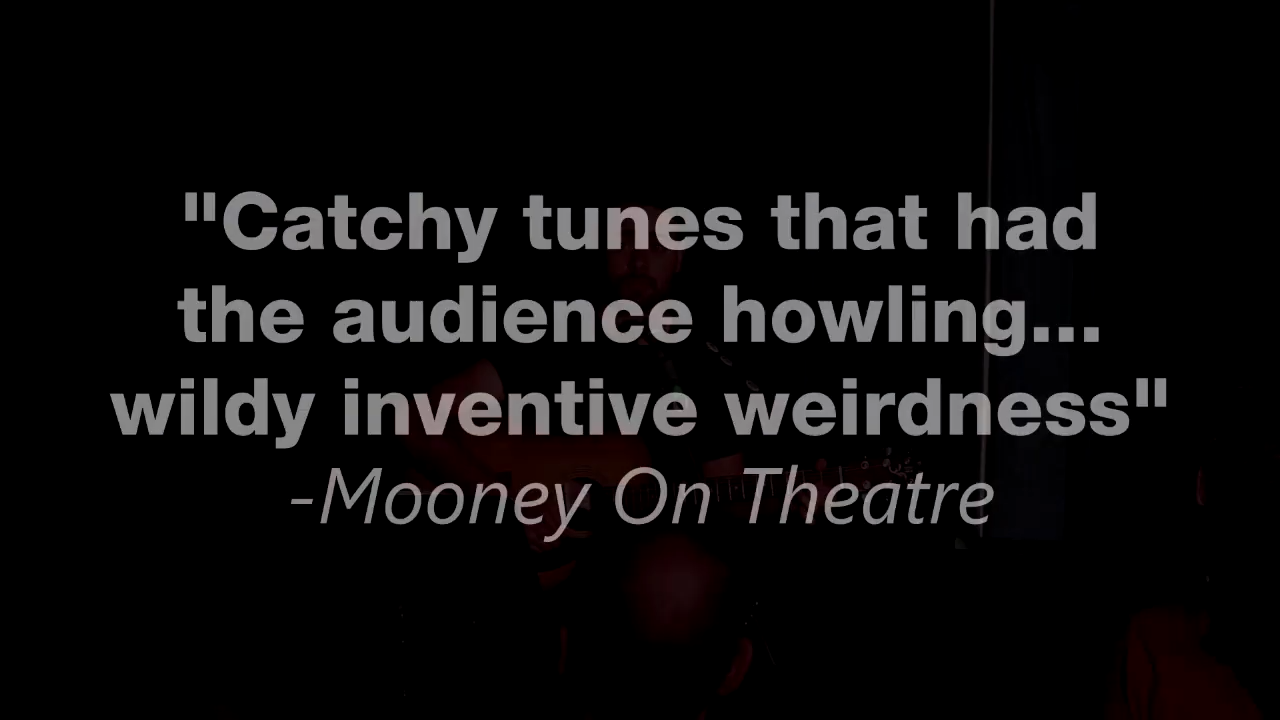 "Catchy tunes that had
the audience howling...
wildy inventive weirdness"
-Mooney On Theatre